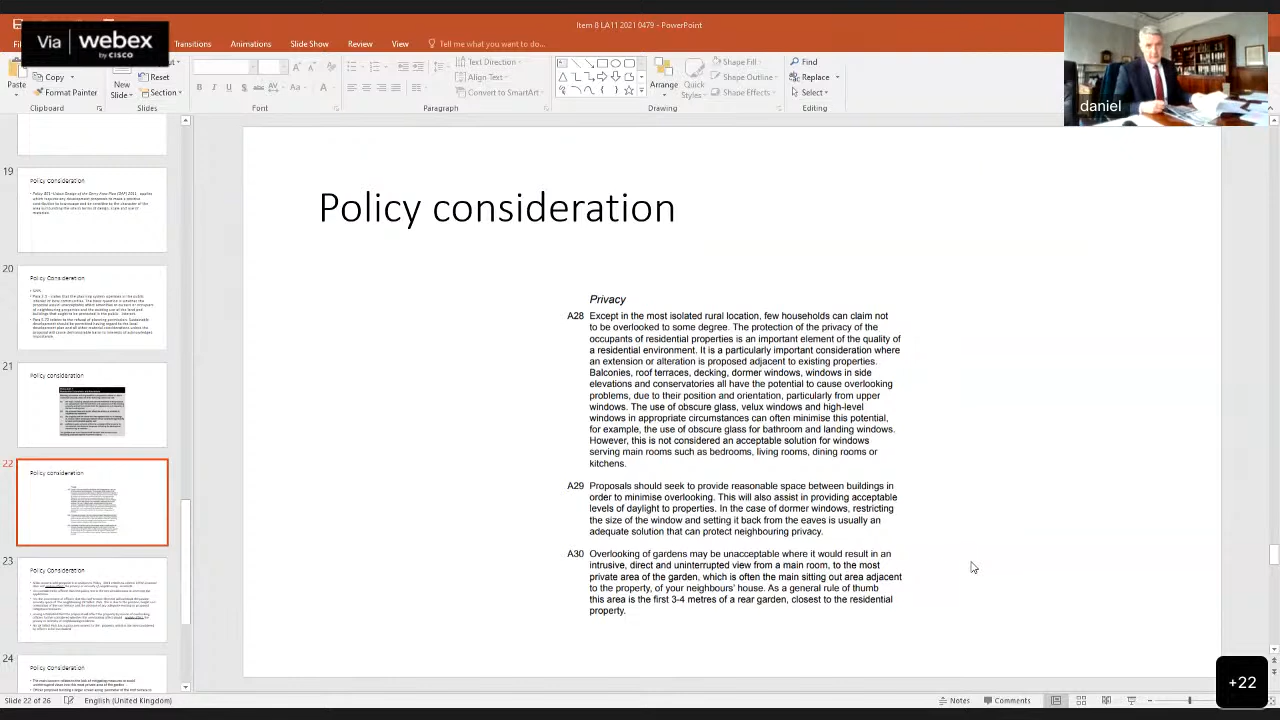 Item 8 LA11 2021 0479 - PowerPoint
Via webex
by CISCO
Transitions Animations Slide Show Review View Tell me what you want to do...
Paste Copy Format Painter
Clipboard
New Slide Reset Section
Slides
Font
Text Direction
Align Text
Convert to SmartArt
Paragraph
Arrange Quick Styles
Shape Fill
Shape Outline
Shape Effects
Drawing
Find
Replace
Select
Editing
daniel
19
Policy consideration
20
Policy Consideration
21
Policy consideration
22
Policy consideration
23
Policy consideration
24
Policy Consideration
Policy consideration
Privacy
A28 Except in the most isolated rural location, few households can claim not
to be overlooked to some degree. The protection of the privacy of the
occupants of residential properties is an important element of the quality of
a residential environment. It is a particularly important consideration where
an extension or alteration is proposed adjacent to existing properties.
Balconies, roof terraces, decking, dormer windows, windows in side
elevations and conservatories all have the potential to cause overlooking
problems, due to their position and orientation, particularly from upper
windows. The use of obscure glass, velux windows and high-level
windows in appropriate circumstances can often minimise this potential,
for example, the use of obscure glass for bathroom and landing windows.
However, this is not considered an acceptable solution for windows
serving main rooms such as bedrooms, living rooms, dining rooms or
kitchens.
A29 Proposals should seek to provide reasonable space between buildings in
order to minimise overlooking. This will also assist in providing acceptable
levels of daylight to properties. In the case of dormer windows, restricting
the size of the window and setting it back from the eaves is usually an
adequate solution that can protect neighbouring privacy.
A30 Overlooking of gardens may be unacceptable where it would result in an
intrusive, direct and uninterrupted view from a main room, to the most
private area of the garden, which is often the main sitting out area adjacent
to the property, of your neighbours' house. As a general rule of thumb
this area is the first 3-4 metres of a rear garden, closest to the residential
property.
+22
Slide 22 of 26 English (United Kingdom) Notes Comments